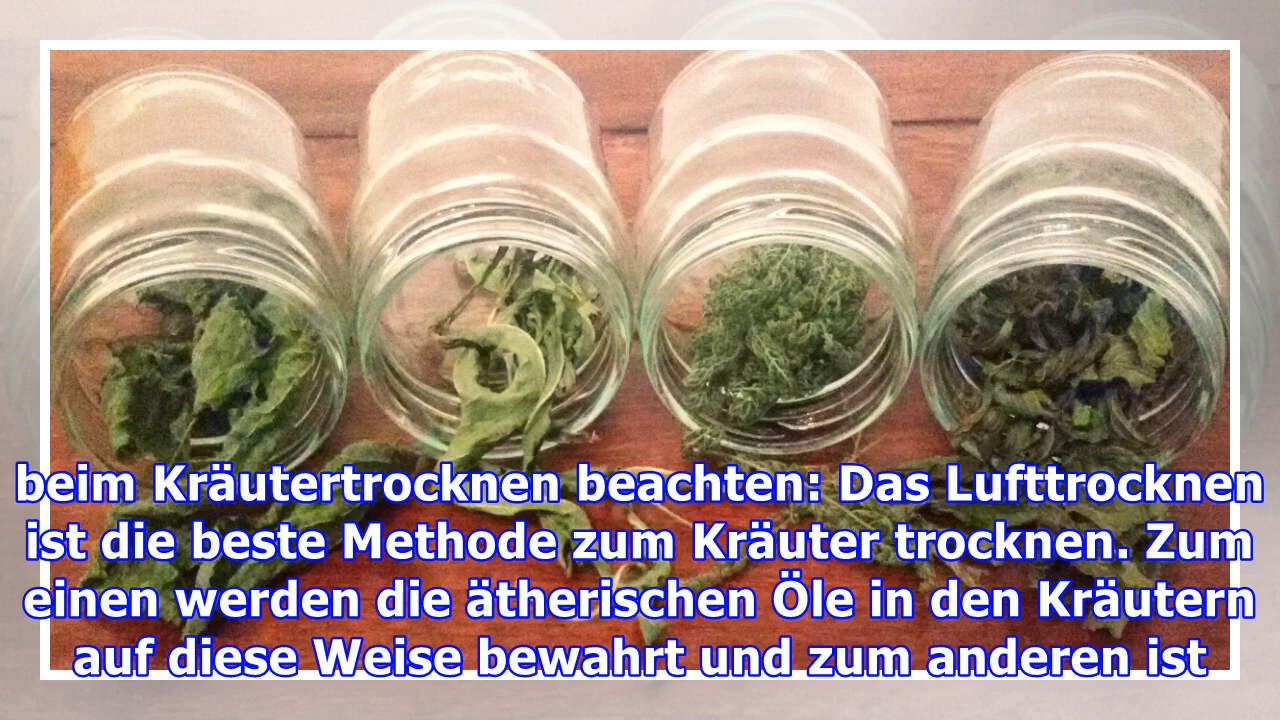 beim Kräutertrocknen beachten: Das Lufttrocknen
ist die beste Methode zum Kräuter trocknen. Zum
einen werden die ätherischen Öle in den Kräutern
auf diese Weise bewahrt und zum anderen ist